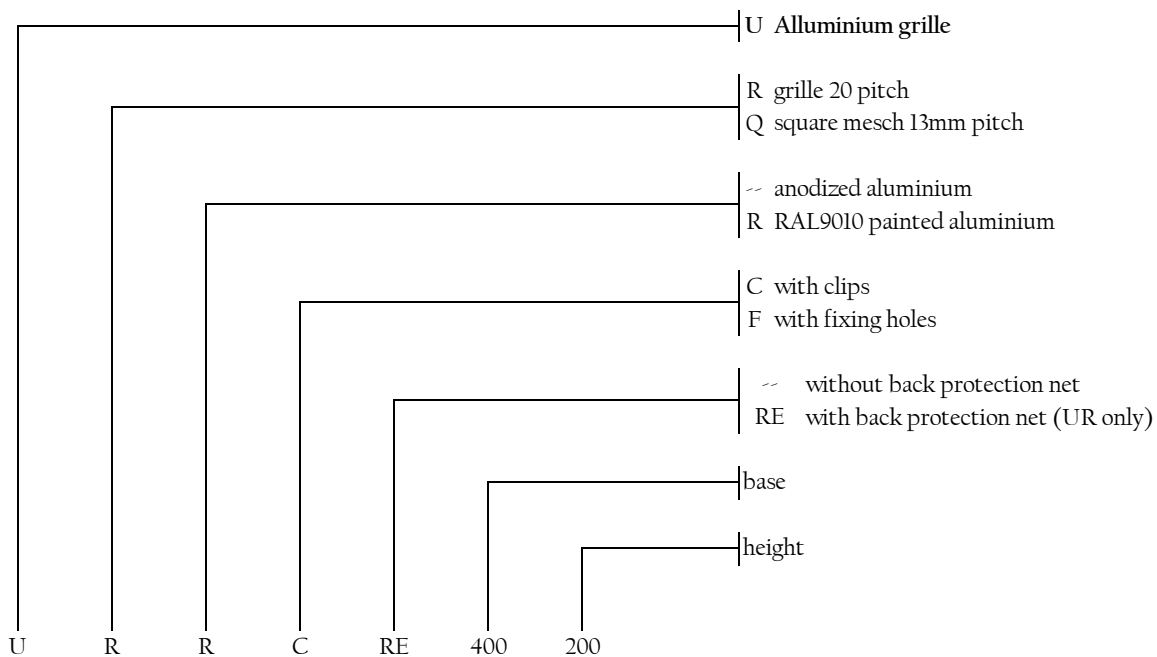 U Alluminium grille
R grille 20 pitch
Q square mesch 13mm pitch
-- anodized aluminium
R RAL9010 painted aluminium
C with clips
F with fixing holes
-- without back protection net
RE with back protection net (UR only)
base
height
U R R C RE 400 200